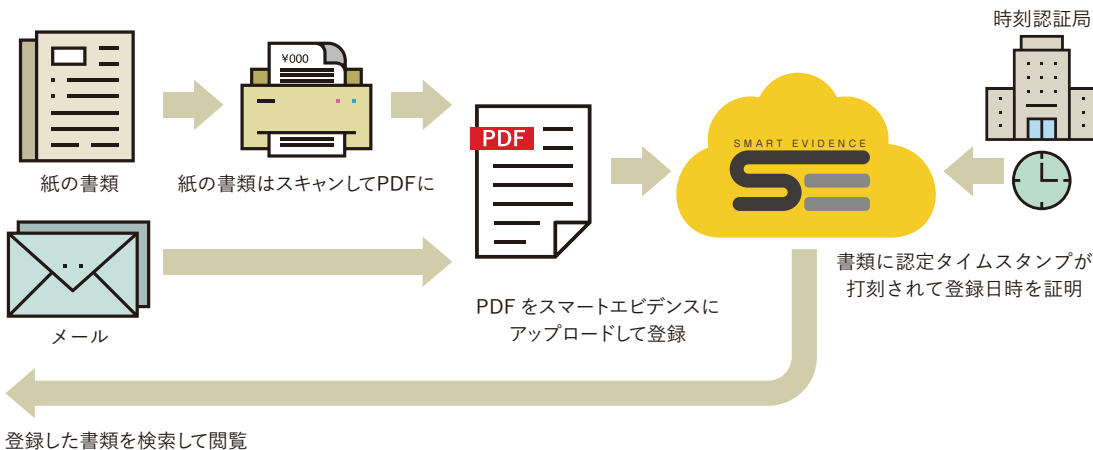 時刻認証局
¥000
紙の書類
紙の書類はスキャンしてPDFに
PDF
SMART EVIDENCE
SE
メール
PDF をスマートエビデンスに
アップロードして登録
書類に認定タイムスタンプが
打刻されて登録日時を証明
登録した書類を検索して閲覧